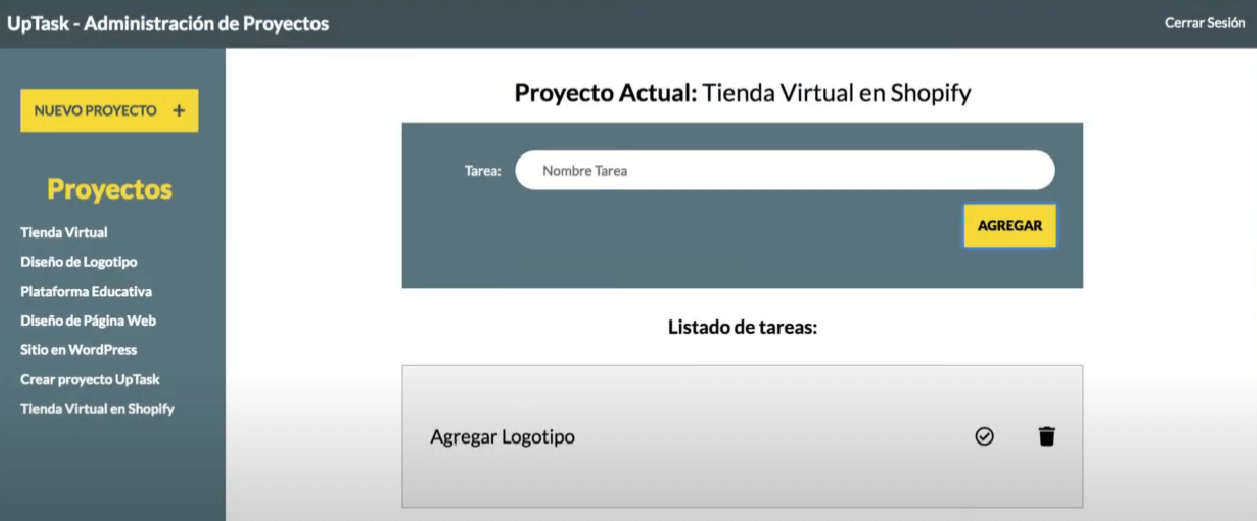 UpTask - Administración de Proyectos
Cerrar Sesión
NUEVO PROYECTO +
Proyectos
Tienda Virtual
Diseño de Logotipo
Plataforma Educativa
Diseño de Página Web
Sitio en WordPress
Crear proyecto UpTask
Tienda Virtual en Shopify
Proyecto Actual: Tienda Virtual en Shopify
Tarea: Nombre Tarea
AGREGAR
Listado de tareas:
Agregar Logotipo